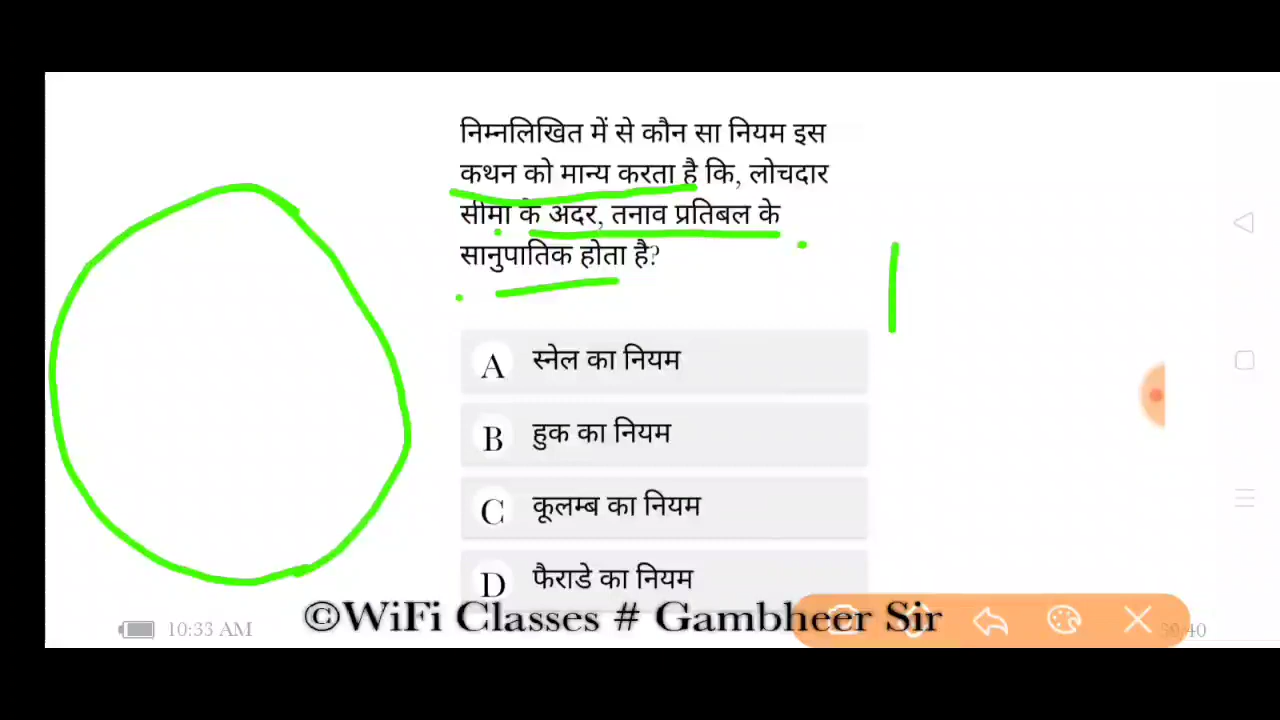 निम्नलिखित में से कौन सा नियम इस
कथन को मान्य करता है कि, लोचदार
सीमा के अदर, तनाव प्रतिबल के
सानुपातिक होता है?
A स्नेल का नियम
B हुक का नियम
C कूलम्ब का नियम
D फैराडे का नियम
©WiFi Classes # Gambheer Sir
10:33 AM